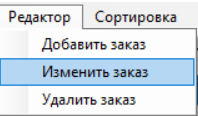 Редактор Сортировка
Добавить заказ
Изменить заказ
Удалить заказ